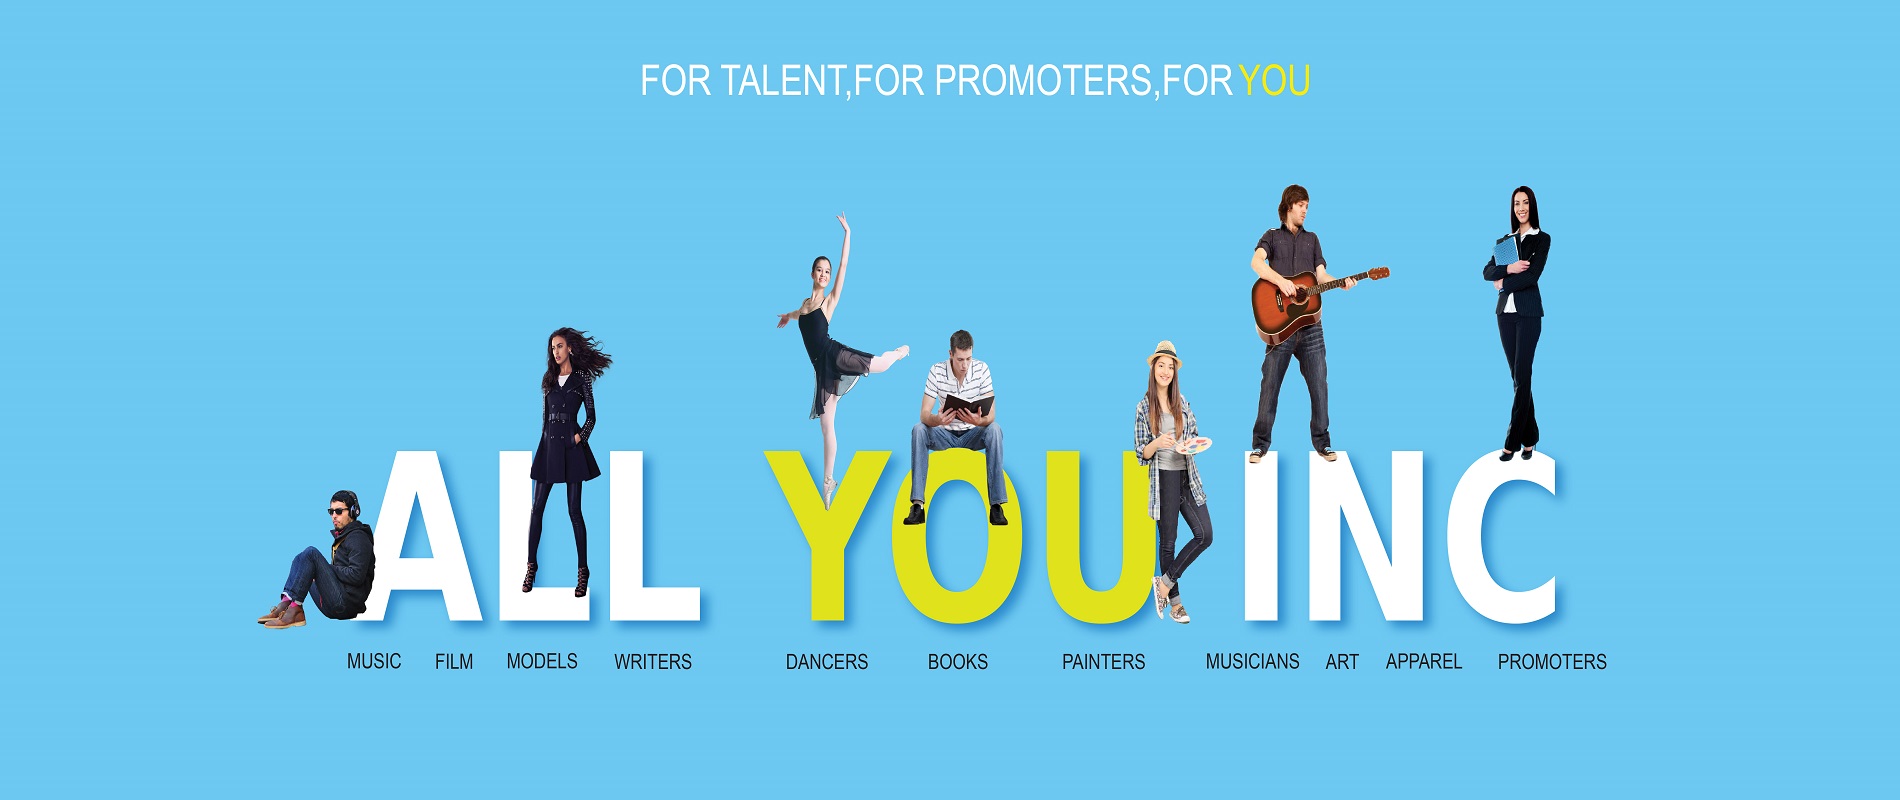 FOR TALENT,FOR PROMOTERS,FOR YOU
ALL YOU INC
MUSIC FILM MODELS WRITERS DANCERS BOOKS PAINTERS MUSICIANS ART APPAREL PROMOTERS